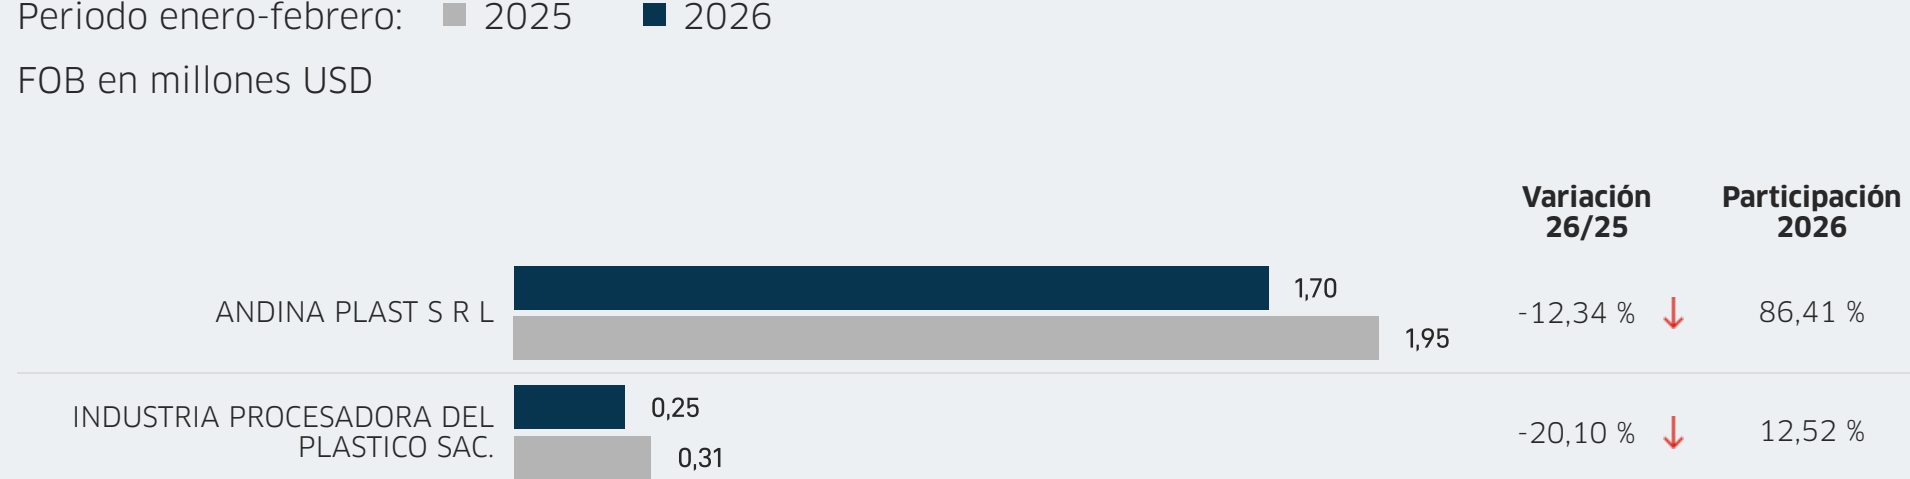 Periodo enero-febrero: 2025 2026
FOB en millones USD
Variación 26/25
Participación 2026
ANDINA PLAST S R L
1,70
1,95
-12,34 %
86,41 %
INDUSTRIA PROCESADORA DEL
PLASTICO SAC.
0,25
0,31
-20,10 %
12,52 %